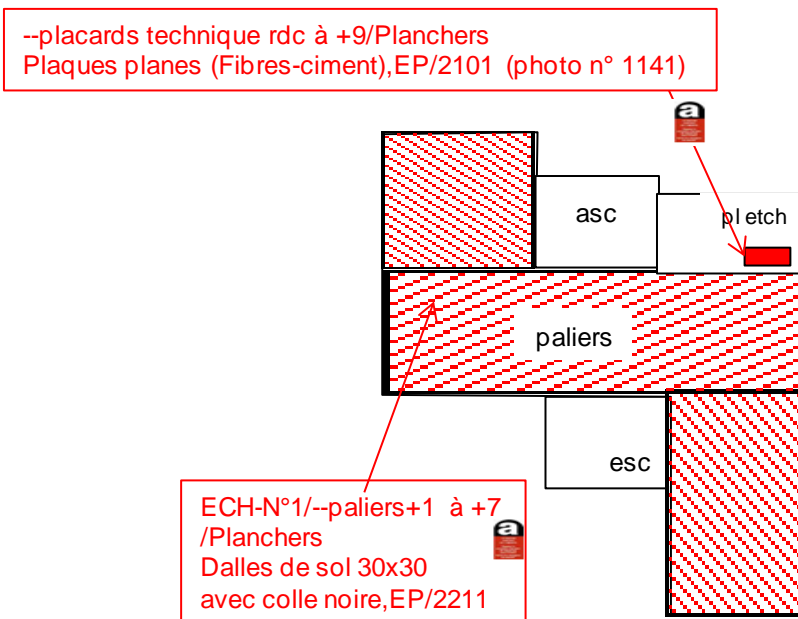 --placards technique rdc à +9/Planchers
Plaques planes (Fibres-ciment),EP/2101 (photo n° 1141)
a
asc
pl etch
paliers
esc
ECH-N°1/--paliers+1 à +7
/Planchers
a
Dalles de sol 30x30
avec colle noire,EP/2211